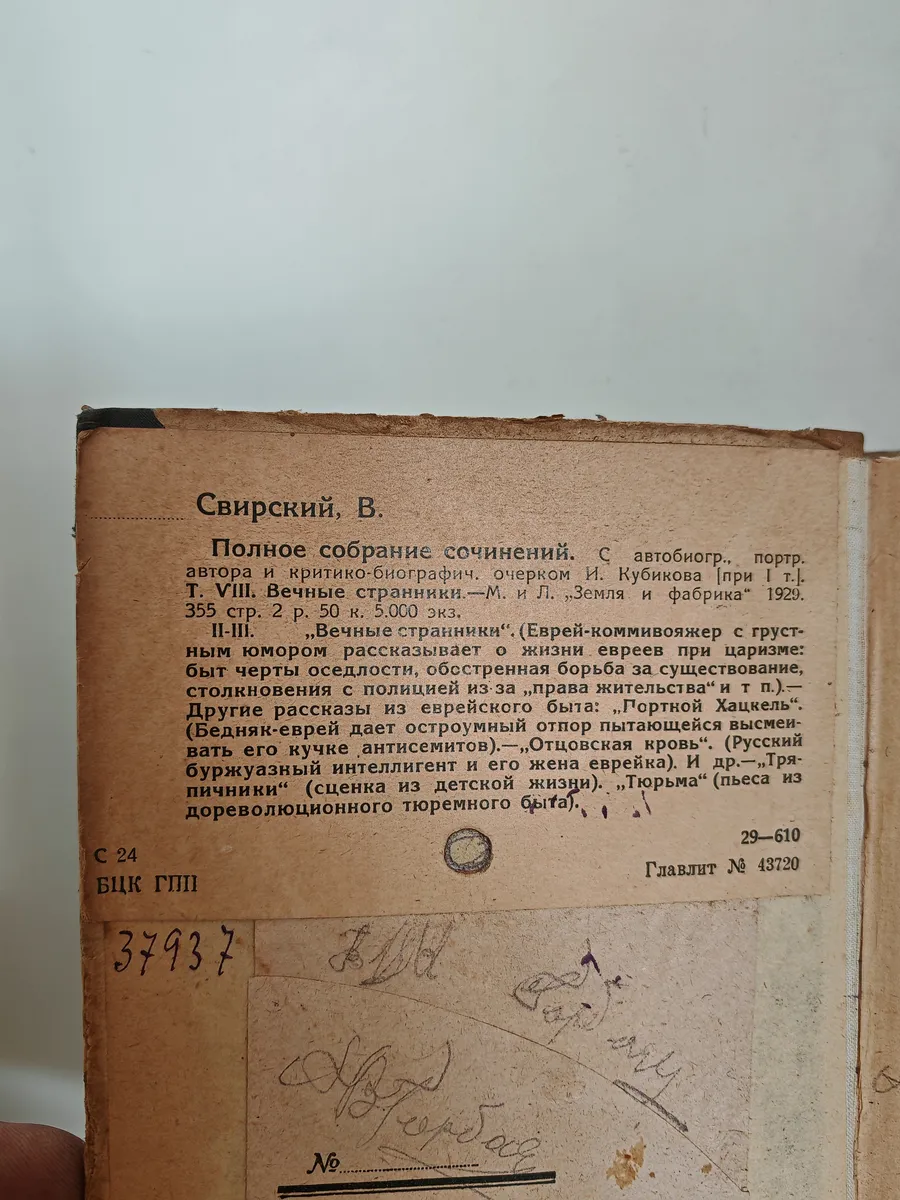 Свирский, В.
Полное собрание сочинений. С автобиогр., портр.
автора и критико-биографич. очерком И. Кубикова [при I т.].
Т. VIII. Вечные странники.—М. и Л. „Земля и фабрика“ 1929.
355 стр. 2 р. 50 к. 5.000 экз.
II-III. „Вечные странники“. (Еврей-коммивояжер с груст-
ным юмором рассказывает о жизни евреев при царизме:
быт черты оседлости, обостренная борьба за существование,
столкновения с полицией из-за „права жительства“ и т п.).—
Другие рассказы из еврейского быта: „Портной Хацкель“.
(Бедняк-еврей дает остроумный отпор пытающейся высмеи-
вать его кучке антисемитов).—„Отцовская кровь“. (Русский
буржуазный интеллигент и его жена еврейка). И др.—„Тря-
пичники“ (сценка из детской жизни). „Тюрьма“ (пьеса из
дореволюционного тюремного быта).
29—610
С 24
Главлит № 43720
БЦК ГПП
37937
№